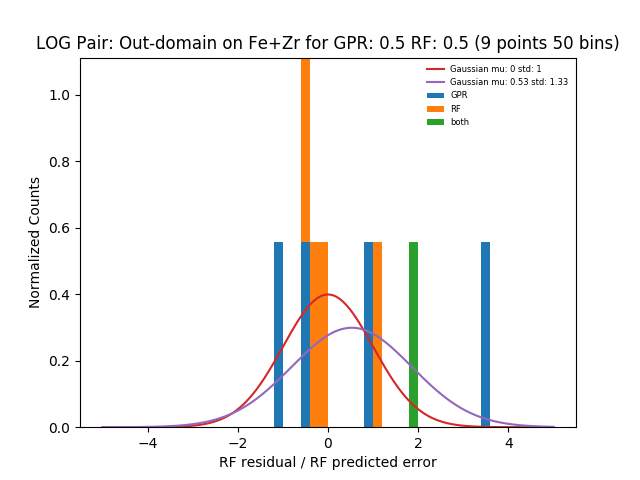 LOG Pair: Out-domain on Fe+Zr for GPR: 0.5 RF: 0.5 (9 points 50 bins)
Gaussian mu: 0 std: 1
Gaussian mu: 0.53 std: 1.33
GPR
RF
both
Normalized Counts
1.0
0.8
0.6
0.4
0.2
0.0
−4 −2 0 2 4
RF residual / RF predicted error